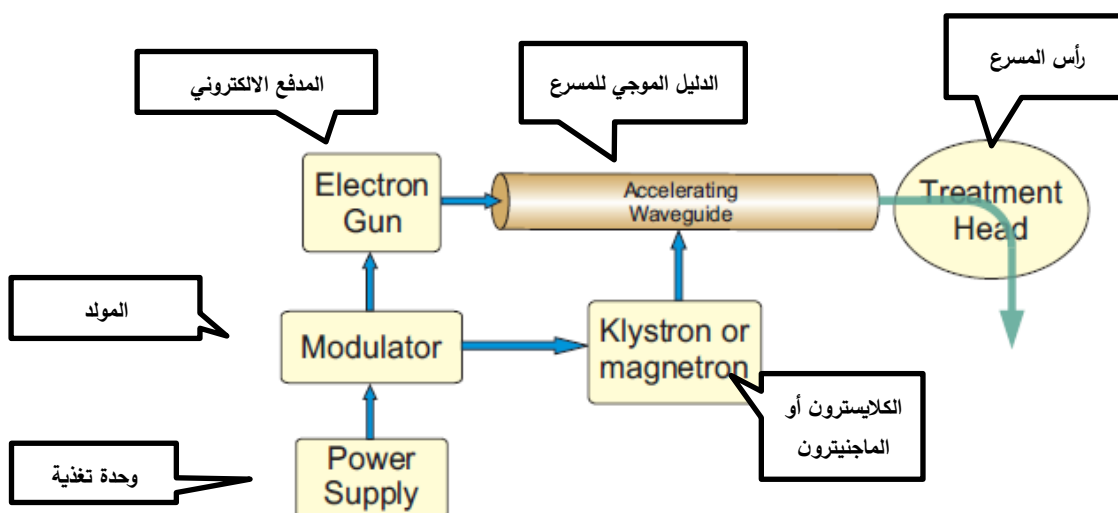 رأس المسرع
الدليل الموجي للمسرع
المدفع الالكتروني
Electron
Gun
Accelerating
Waveguide
Treatment
Head
المولد
Modulator
Klystron or
magnetron
الكلايسترون أو
الماجنيترون
وحدة تغذية
Power
Supply